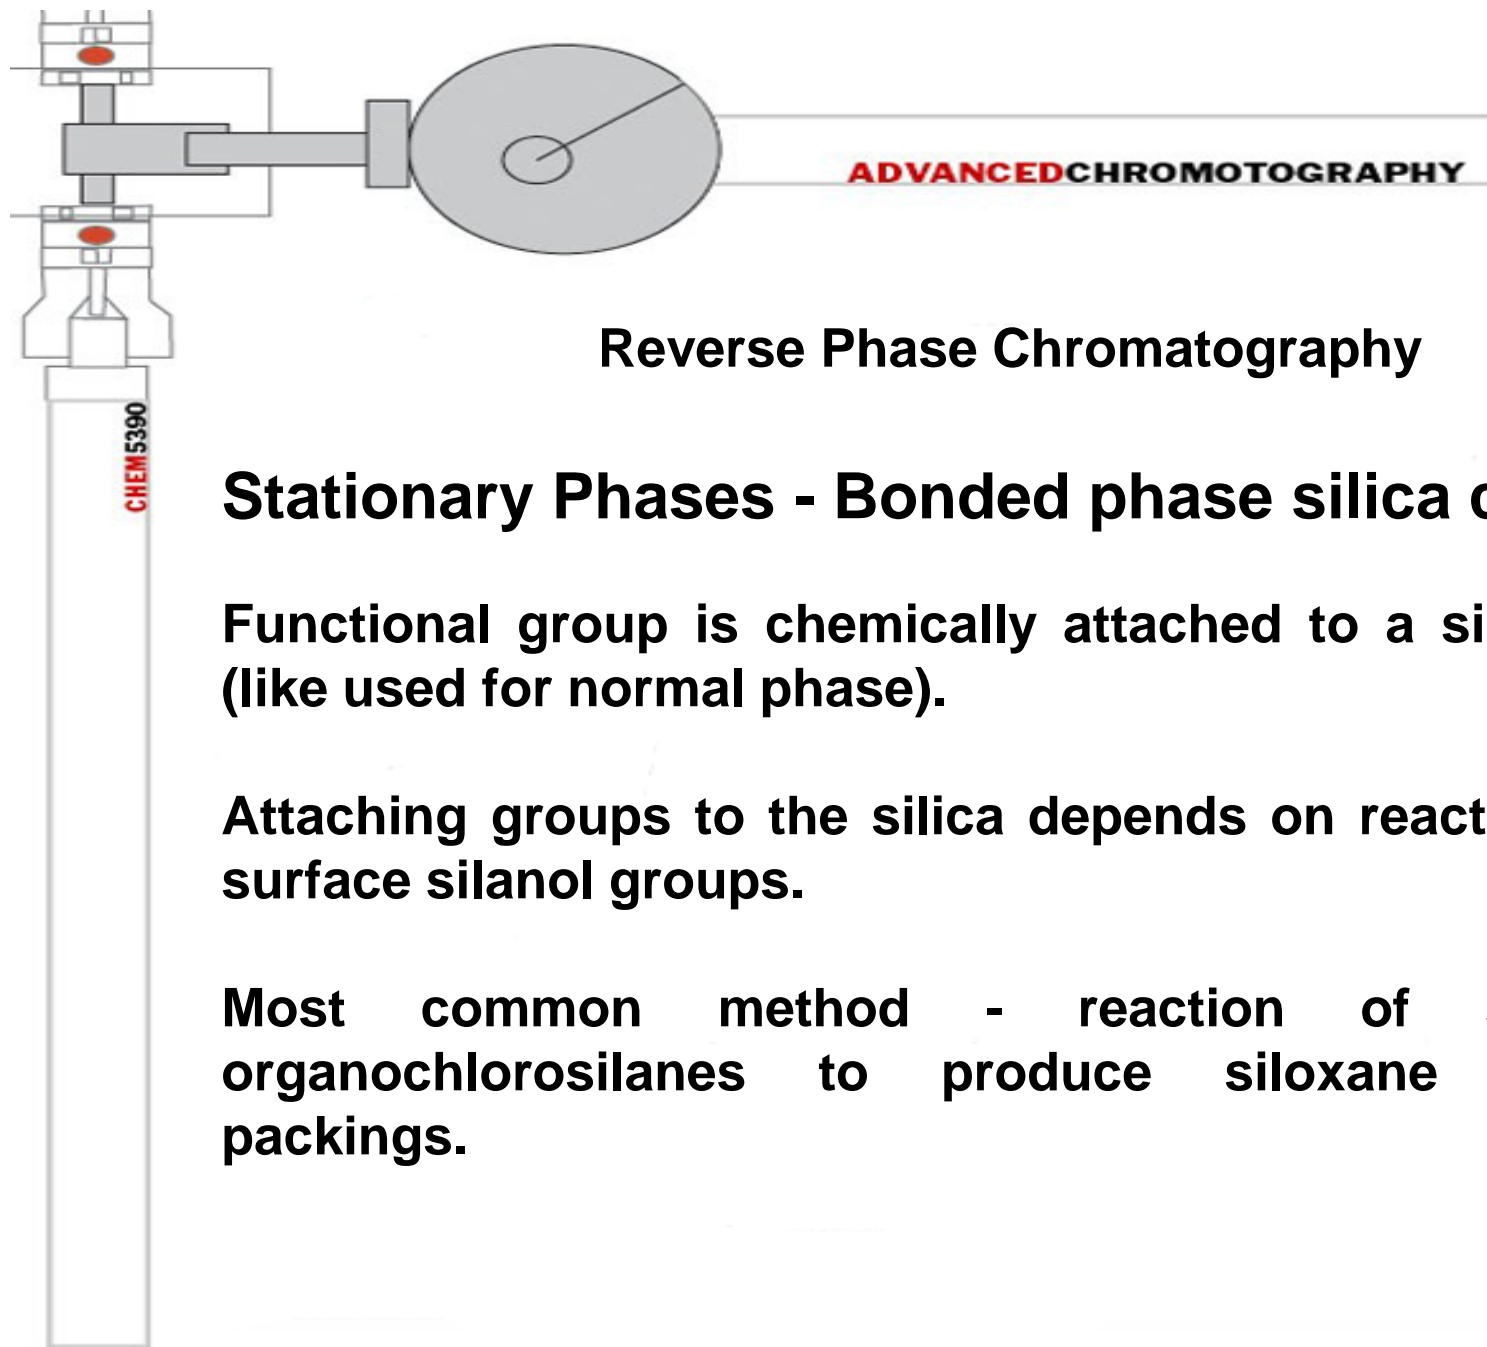 ADVANCEDCHROMOTOGRAPHY
Reverse Phase Chromatography
CHEM5390
Stationary Phases - Bonded phase silica
Functional group is chemically attached to a
(like used for normal phase).
Attaching groups to the silica depends on
surface silanol groups.
Most common method - reaction of
organochlorosilanes to produce siloxane
packings.